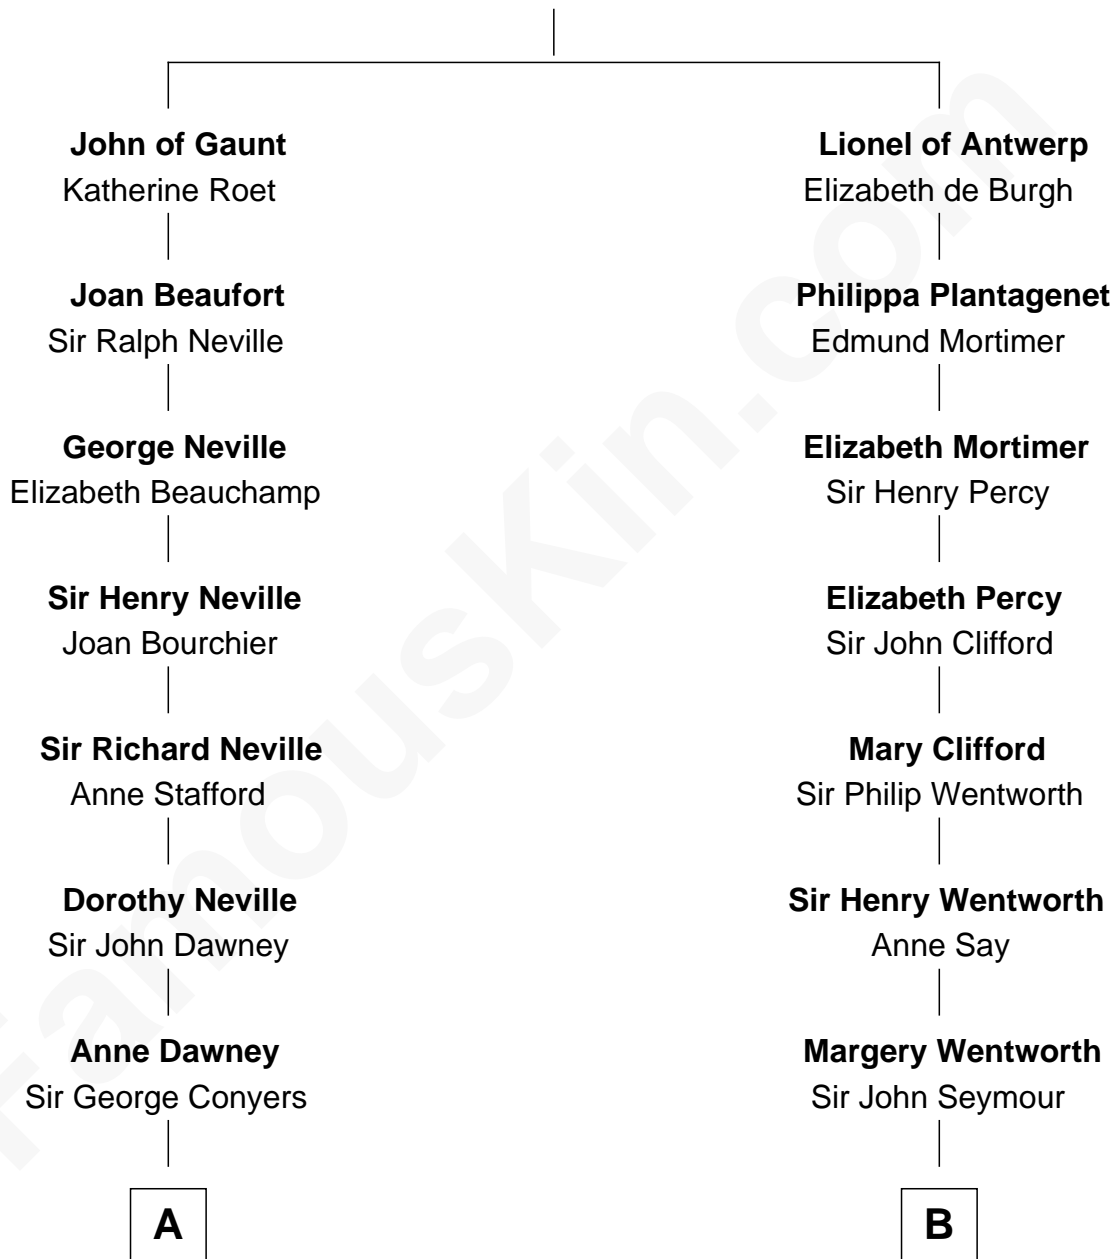 John of Gaunt
Katherine Roet
Joan Beaufort
Sir Ralph Neville
George Neville
Elizabeth Beauchamp
Sir Henry Neville
Joan Bourchier
Sir Richard Neville
Anne Stafford
Dorothy Neville
Sir John Dawney
Anne Dawney
Sir George Conyers
A
Lionel of Antwerp
Elizabeth de Burgh
Philippa Plantagenet
Edmund Mortimer
Elizabeth Mortimer
Sir Henry Percy
Elizabeth Percy
Sir John Clifford
Mary Clifford
Sir Philip Wentworth
Sir Henry Wentworth
Anne Say
Margery Wentworth
Sir John Seymour
B
FamousKin.com